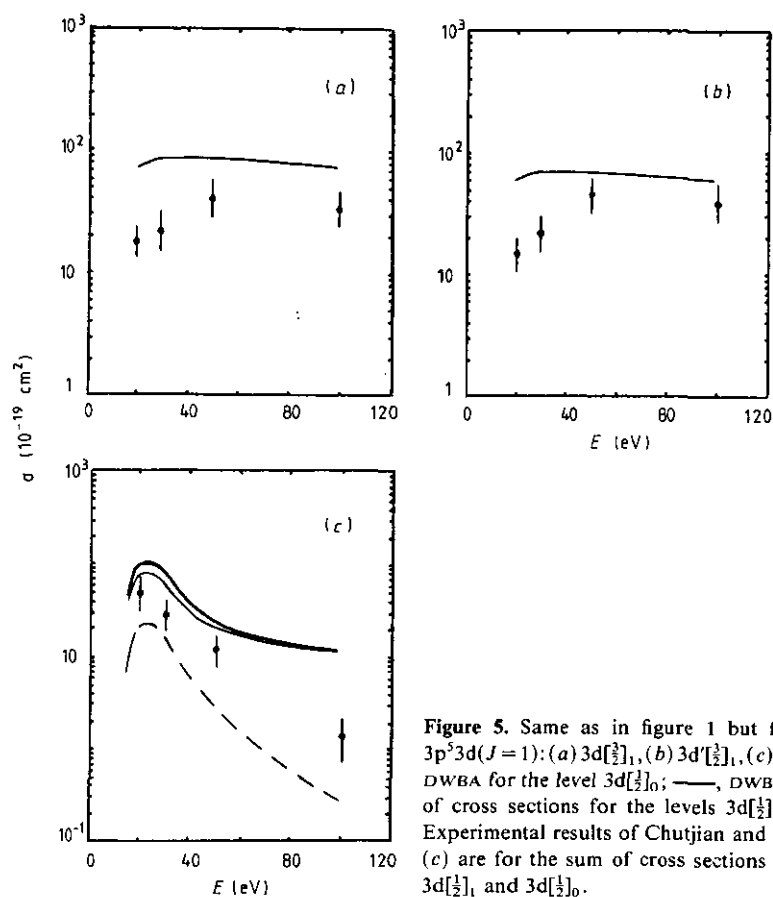 10³
(a)
10²
10
1
0
40
80
120
10³
(b)
10²
10
1
0
40
80
120
E (eV)
σ (10⁻¹⁹ cm²)
10³
(c)
10
10⁻¹
0
40
80
120
E (eV)
Figure 5. Same as in figure 1 but f
3p⁵3d(J = 1): (a) 3d[3/2]₁, (b) 3d′[3/2]₁, (c)
DWBA for the level 3d[1/2]₀; ——, DWB
of cross sections for the levels 3d[1/2]
Experimental results of Chutjian and
(c) are for the sum of cross sections
3d[1/2]₁ and 3d[1/2]₀.